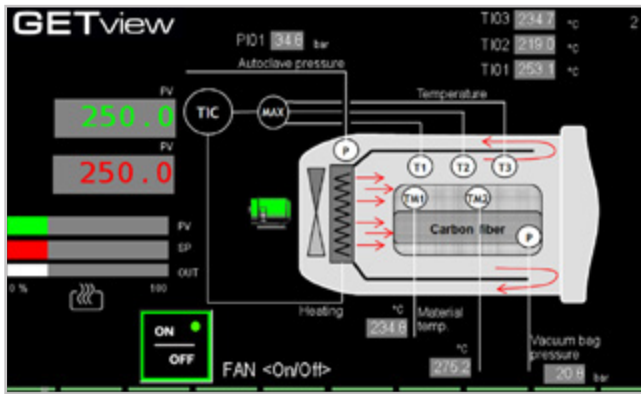 GETview
PI01 34.6 bar
Autoclave pressure
TI03 234.7 °C
TI02 219.0 °C
TI01 253.1 °C
2
PV
250.0
PV
250.0
TIC
MAX
Temperature
P
T1
T2
T3
TM1
TM2
Carbon fiber
P
PV
SP
OUT
0 %
100
Heating
°C
234.8
Material
temp.
°C
275.2
Vacuum bag
pressure
20.8 bar
ON
OFF
FAN <On/Off>